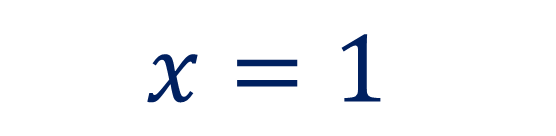 x = 1